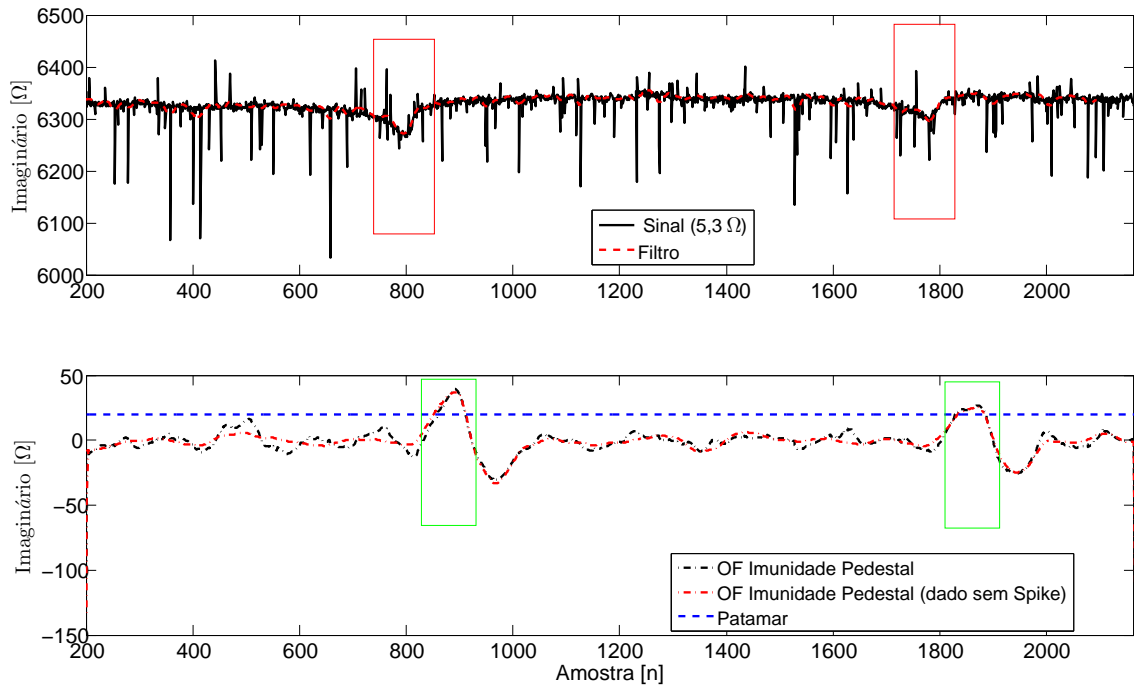 6500
6400
6300
6200
6100
6000
Imaginário [Ω]
200 400 600 800 1000 1200 1400 1600 1800 2000
Sinal (5,3 Ω)
Filtro
50
0
−50
−100
−150
Imaginário [Ω]
OF Imunidade Pedestal
OF Imunidade Pedestal (dado sem Spike)
Patamar
200 400 600 800 1000 1200 1400 1600 1800 2000
Amostra [n]